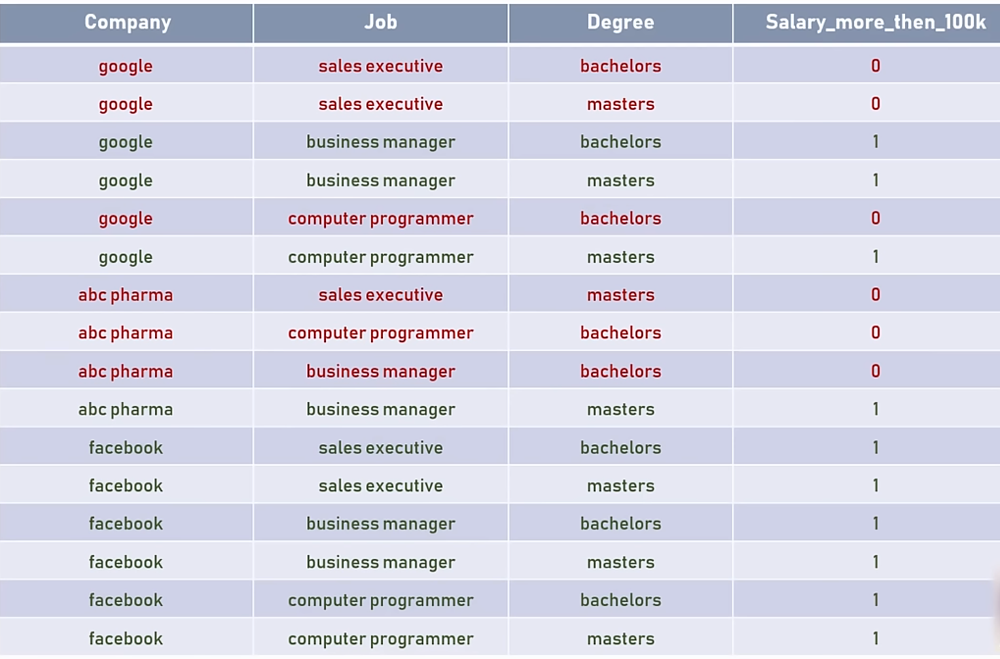 Company Job Degree Salary_more_then_100k
google sales executive bachelors 0
google sales executive masters 0
google business manager bachelors 1
google business manager masters 1
google computer programmer bachelors 0
google computer programmer masters 1
abc pharma sales executive masters 0
abc pharma computer programmer bachelors 0
abc pharma business manager bachelors 0
abc pharma business manager masters 1
facebook sales executive bachelors 1
facebook sales executive masters 1
facebook business manager bachelors 1
facebook business manager masters 1
facebook computer programmer bachelors 1
facebook computer programmer masters 1